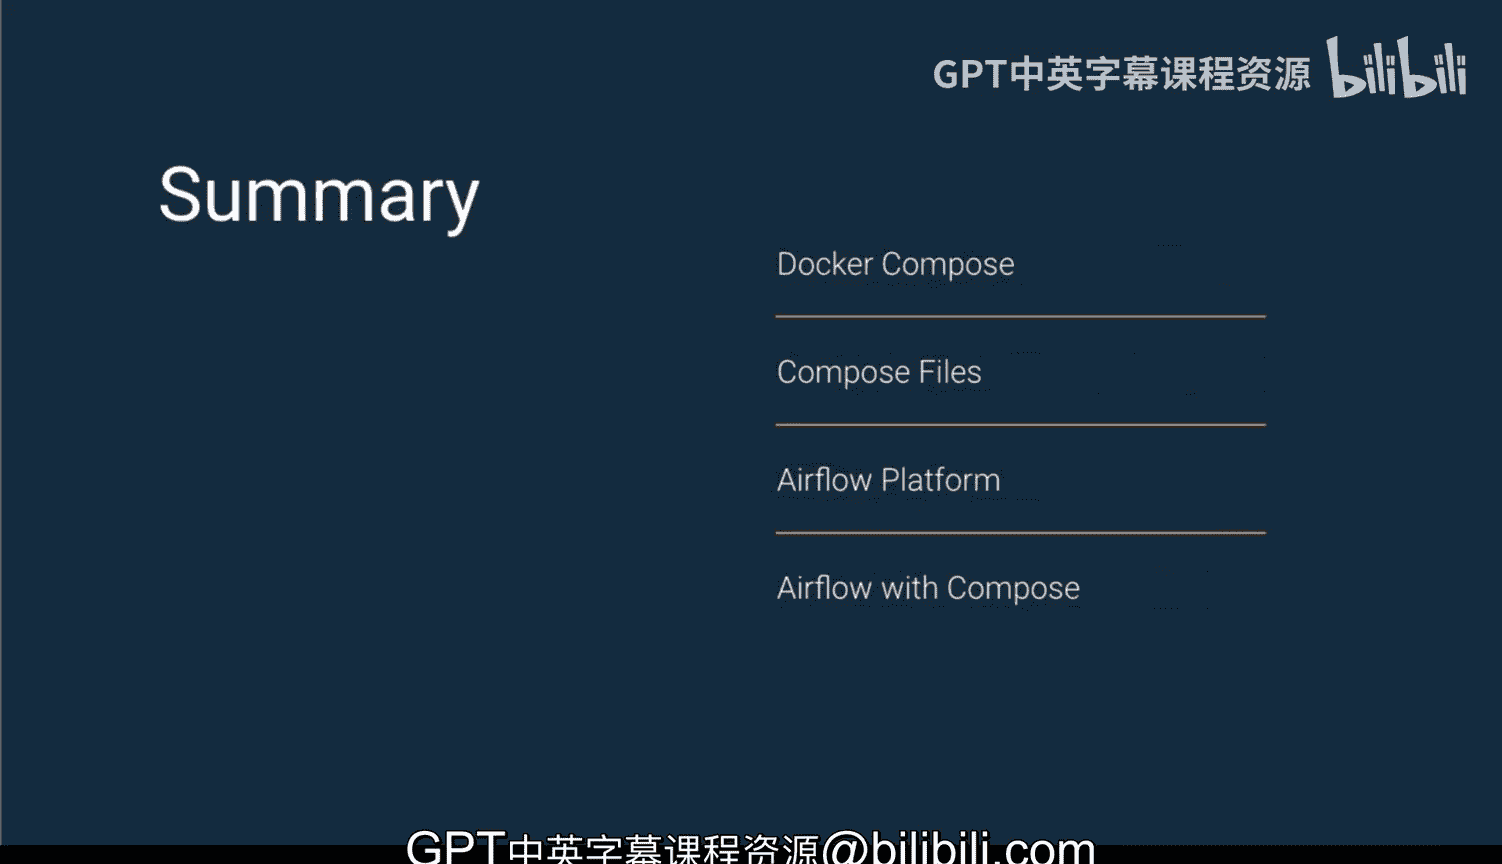 GPT中英字幕课程资源 bilibili
Summary
Docker Compose
Compose Files
Airflow Platform
Airflow with Compose
GPT中英字幕课程资源@bilibili.com